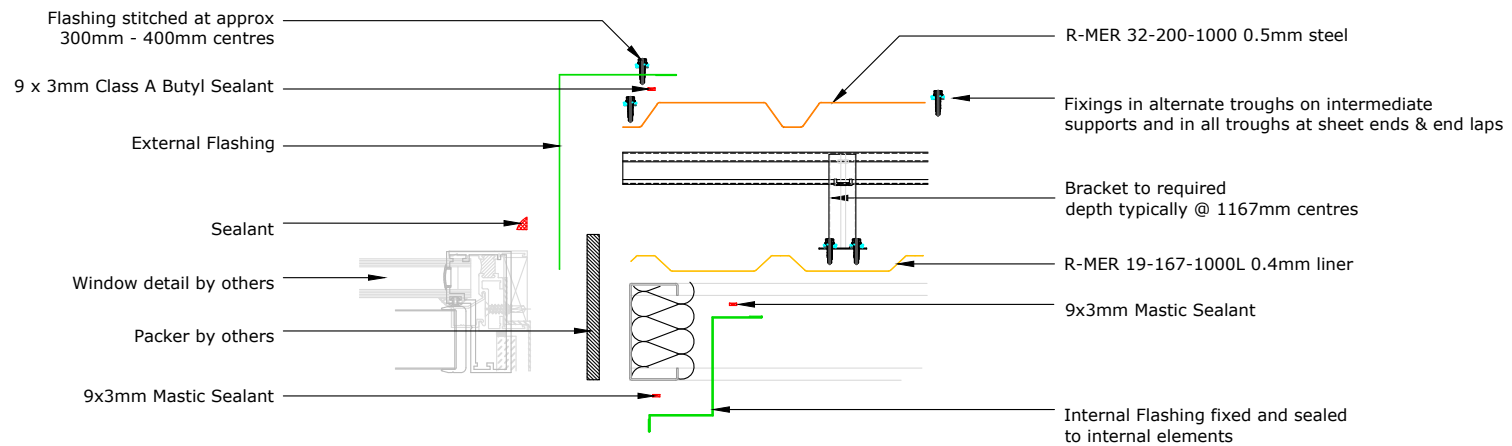 Flashing stitched at approx
300mm - 400mm centres
9 x 3mm Class A Butyl Sealant
External Flashing
Sealant
Window detail by others
Packer by others
9x3mm Mastic Sealant
R-MER 32-200-1000 0.5mm steel
Fixings in alternate troughs on intermediate
supports and in all troughs at sheet ends & end laps
Bracket to required
depth typically @ 1167mm centres
R-MER 19-167-1000L 0.4mm liner
9x3mm Mastic Sealant
Internal Flashing fixed and sealed
to internal elements